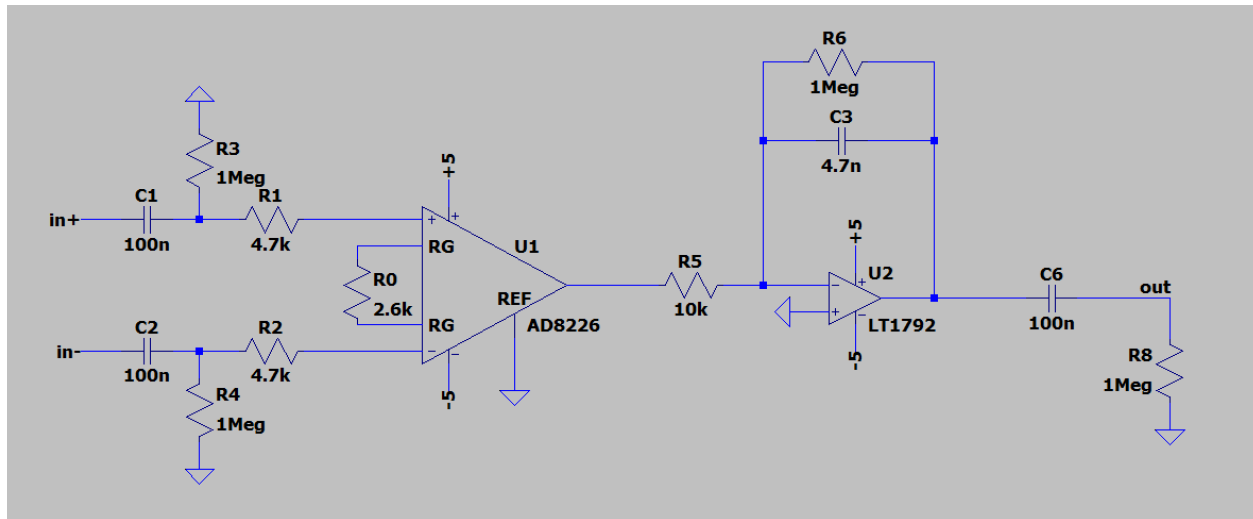 R6
1Meg
C3
4.7n
R3
1Meg
+5
C1
R1
in+
100n
4.7k
+
+
RG
U1
R0
2.6k
REF
RG
AD8226
-
-
-5
C2
R2
in-
100n
4.7k
R4
1Meg
R5
10k
+5
U2
-
+
+
-
LT1792
-5
C6
100n
out
R8
1Meg